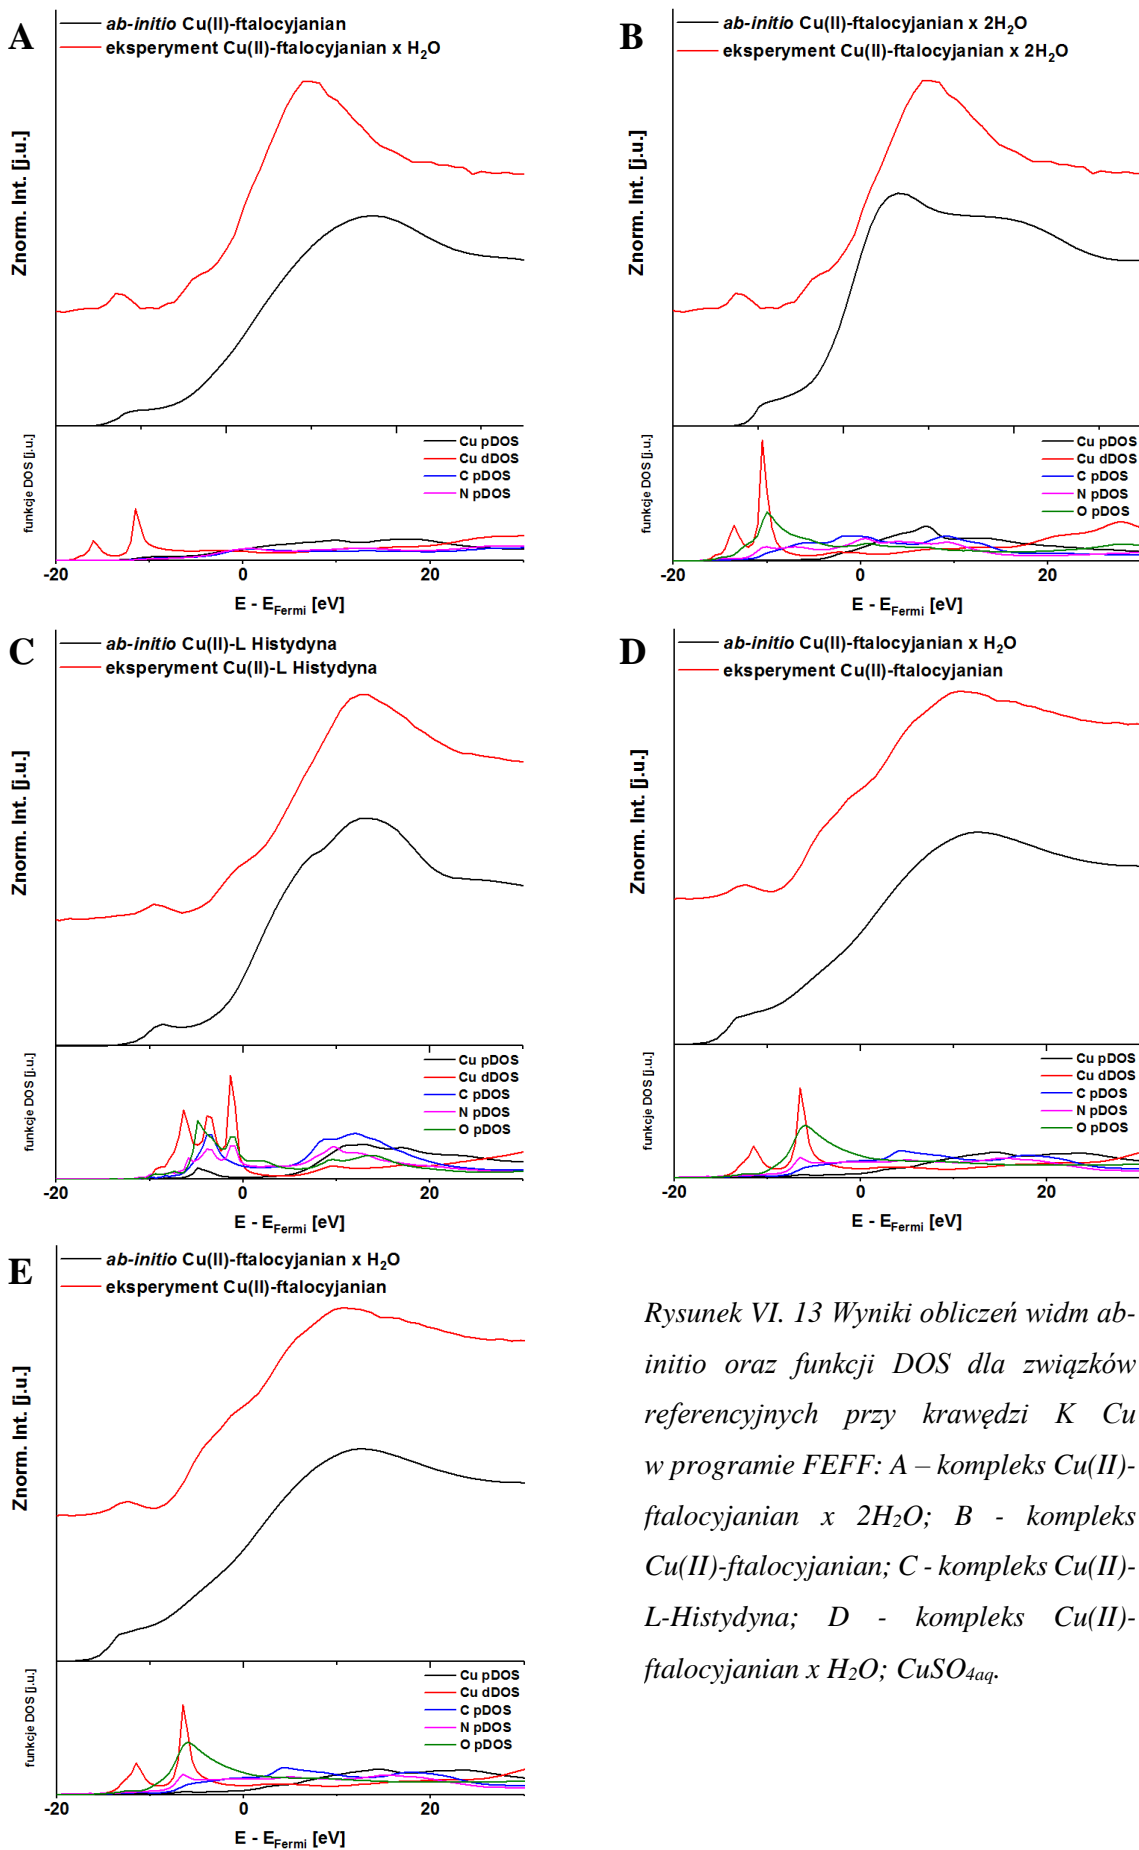 A
ab-initio Cu(II)-ftalocyjanian
eksperyment Cu(II)-ftalocyjanian x H2O
Znorm. Int. [j.u.]
funkcje DOS [j.u.]
Cu pDOS
Cu dDOS
C pDOS
N pDOS
-20 0 20
E - EFermi [eV]
B
ab-initio Cu(II)-ftalocyjanian x 2H2O
eksperyment Cu(II)-ftalocyjanian x 2H2O
Znorm. Int. [j.u.]
funkcje DOS [j.u.]
Cu pDOS
Cu dDOS
C pDOS
N pDOS
O pDOS
-20 0 20
E - EFermi [eV]
C
ab-initio Cu(II)-L Histydyna
eksperyment Cu(II)-L Histydyna
Znorm. Int. [j.u.]
funkcje DOS [j.u.]
Cu pDOS
Cu dDOS
C pDOS
N pDOS
O pDOS
-20 0 20
E - EFermi [eV]
D
ab-initio Cu(II)-ftalocyjanian x H2O
eksperyment Cu(II)-ftalocyjanian
Znorm. Int. [j.u.]
funkcje DOS [j.u.]
Cu pDOS
Cu dDOS
C pDOS
N pDOS
O pDOS
-20 0 20
E - EFermi [eV]
E
ab-initio Cu(II)-ftalocyjanian x H2O
eksperyment Cu(II)-ftalocyjanian
Znorm. Int. [j.u.]
funkcje DOS [j.u.]
Cu pDOS
Cu dDOS
C pDOS
N pDOS
O pDOS
-20 0 20
E - EFermi [eV]
Rysunek VI. 13 Wyniki obliczeń widm ab-
initio oraz funkcji DOS dla związków
referencyjnych przy krawędzi K Cu
w programie FEFF: A – kompleks Cu(II)-
ftalocyjanian x 2H2O; B - kompleks
Cu(II)-ftalocyjanian; C - kompleks Cu(II)-
L-Histydyna; D - kompleks Cu(II)-
ftalocyjanian x H2O; CuSO4aq.